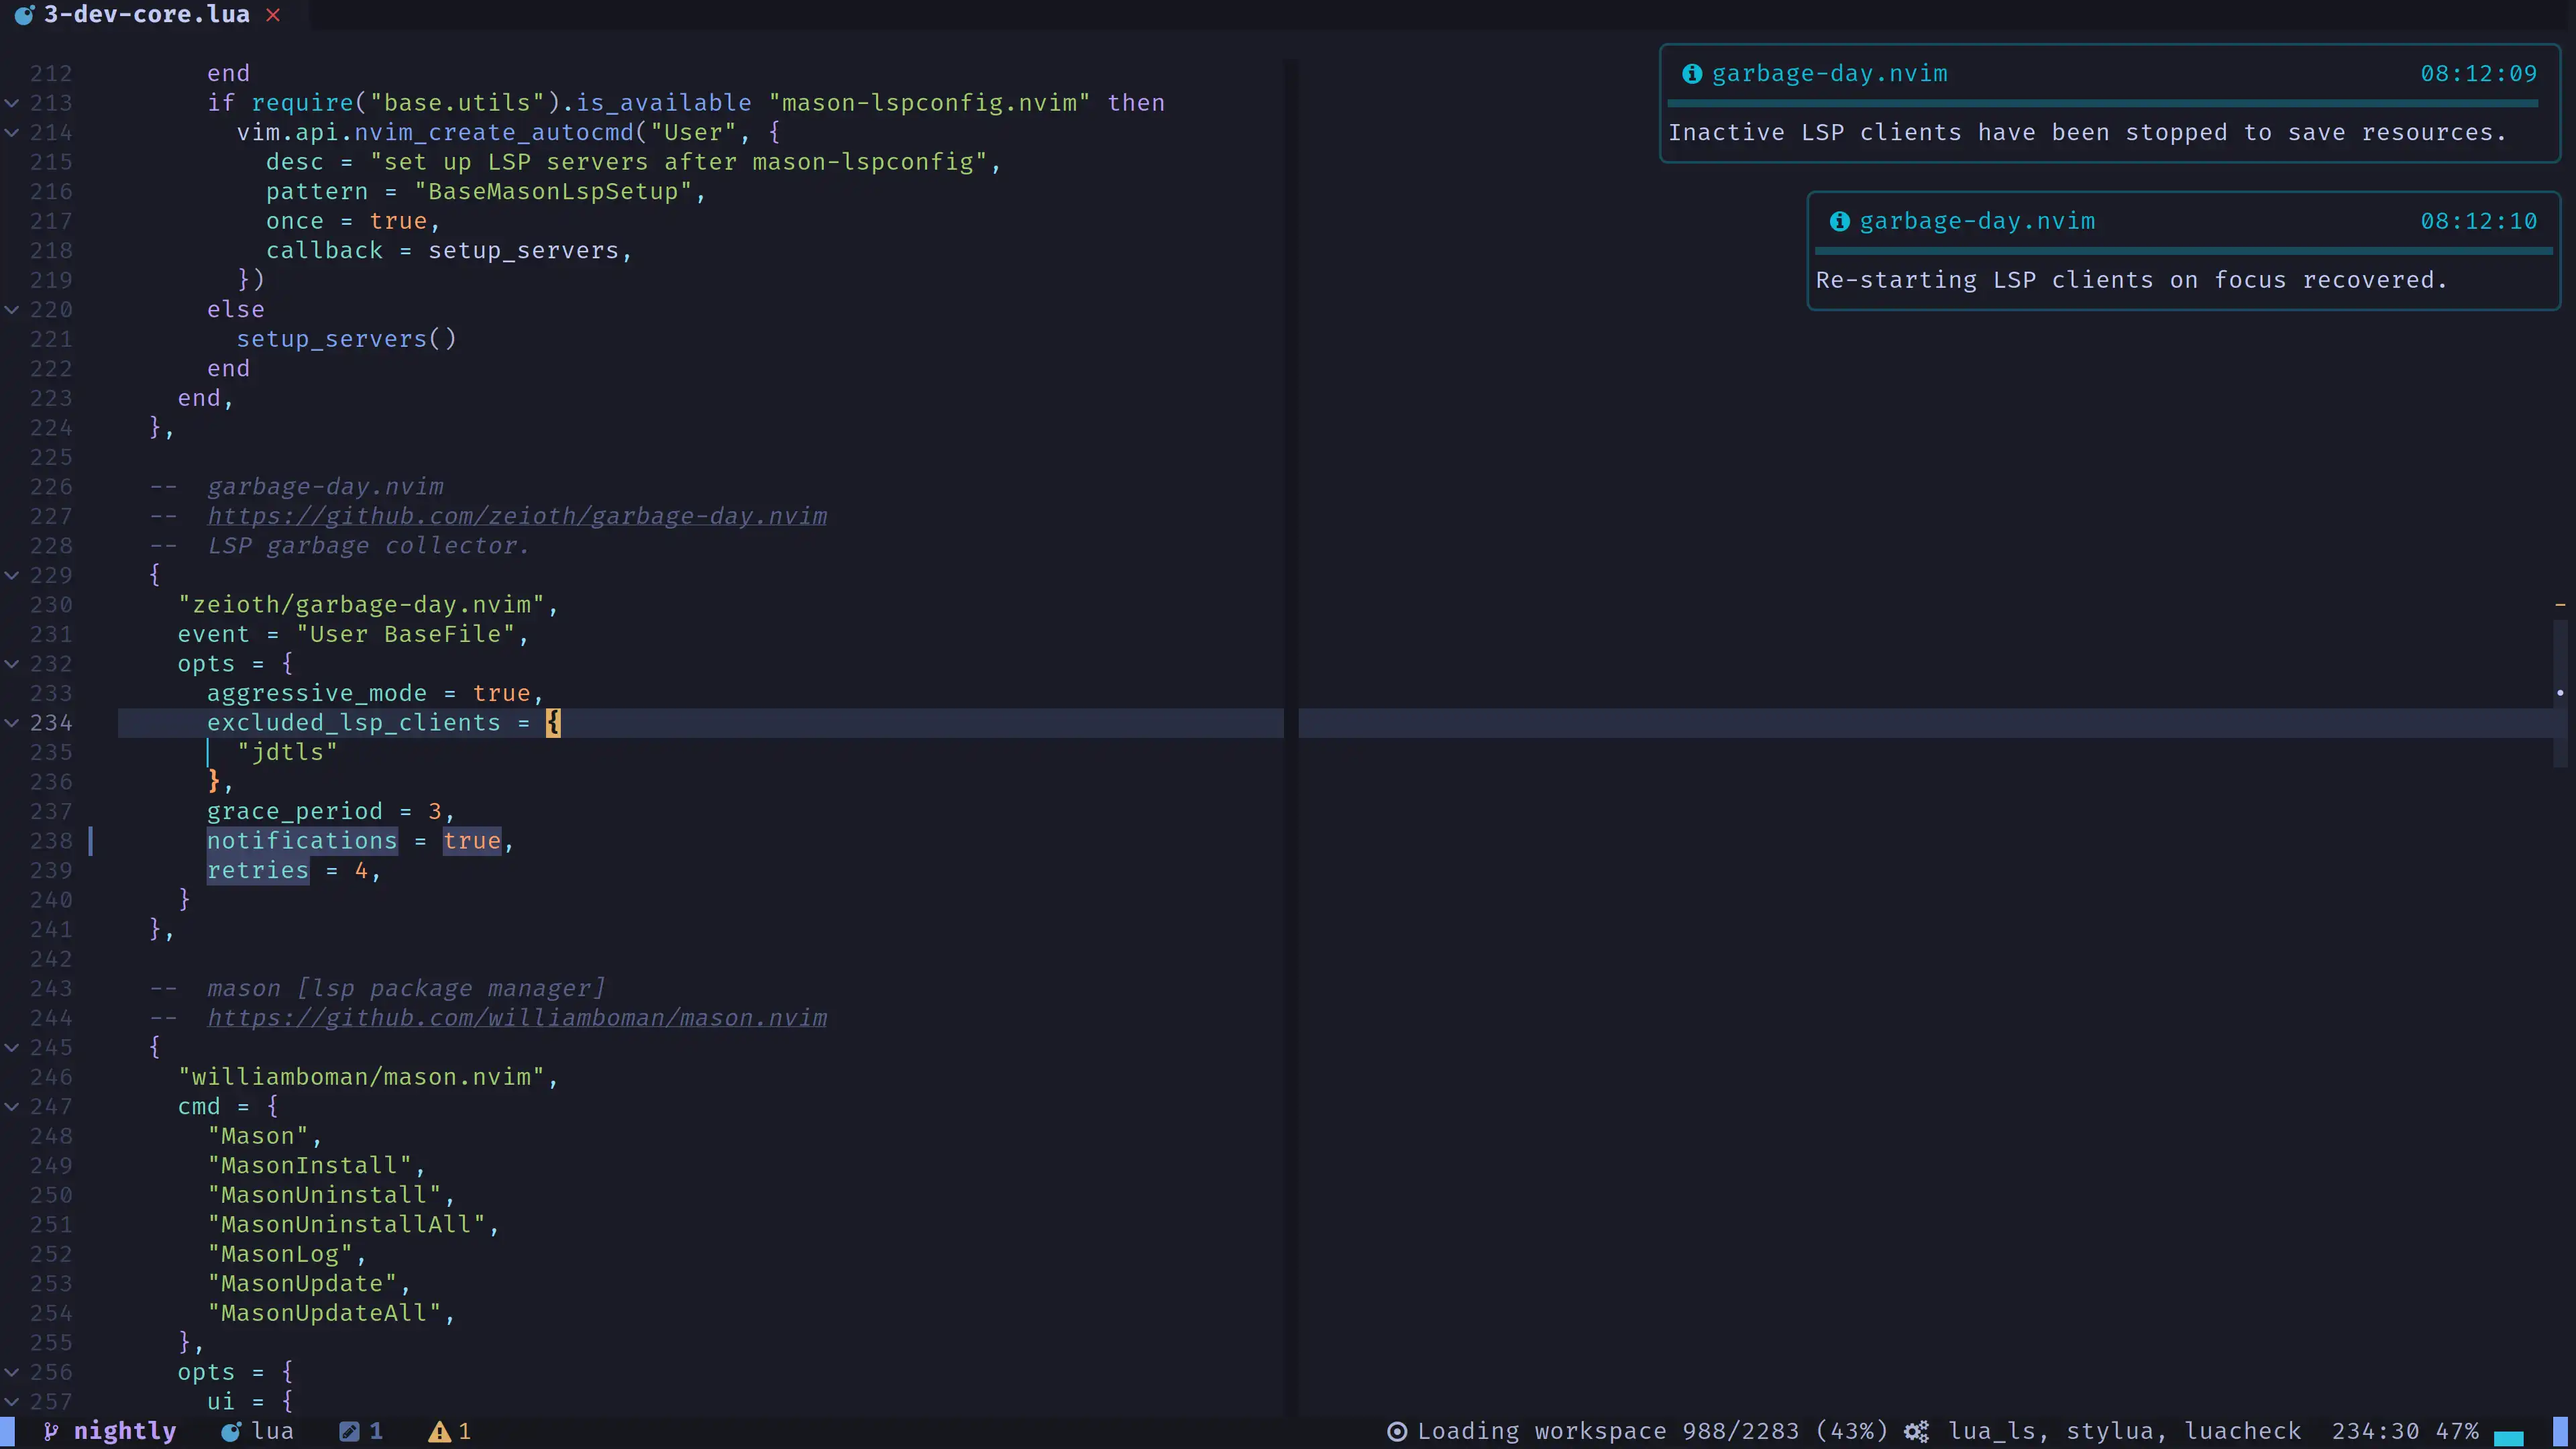 3-dev-core.lua ×
212 end
213 if require("base.utils").is_available "mason-lspconfig.nvim" then
214 vim.api.nvim_create_autocmd("User", {
215 desc = "set up LSP servers after mason-lspconfig",
216 pattern = "BaseMasonLspSetup",
217 once = true,
218 callback = setup_servers,
219 })
220 else
221 setup_servers()
222 end
223 end,
224 },
225
226 -- garbage-day.nvim
227 -- https://github.com/zeioth/garbage-day.nvim
228 -- LSP garbage collector.
229 {
230 "zeioth/garbage-day.nvim",
231 event = "User BaseFile",
232 opts = {
233 aggressive_mode = true,
234 excluded_lsp_clients = {
235 "jdtls"
236 },
237 grace_period = 3,
238 notifications = true,
239 retries = 4,
240 }
241 },
242
243 -- mason [lsp package manager]
244 -- https://github.com/williamboman/mason.nvim
245 {
246 "williamboman/mason.nvim",
247 cmd = {
248 "Mason",
249 "MasonInstall",
250 "MasonUninstall",
251 "MasonUninstallAll",
252 "MasonLog",
253 "MasonUpdate",
254 "MasonUpdateAll",
255 },
256 opts = {
257 ui = {
garbage-day.nvim 08:12:09
Inactive LSP clients have been stopped to save resources.
garbage-day.nvim 08:12:10
Re-starting LSP clients on focus recovered.
nightly lua 1 1 Loading workspace 988/2283 (43%) lua_ls, stylua, luacheck 234:30 47%